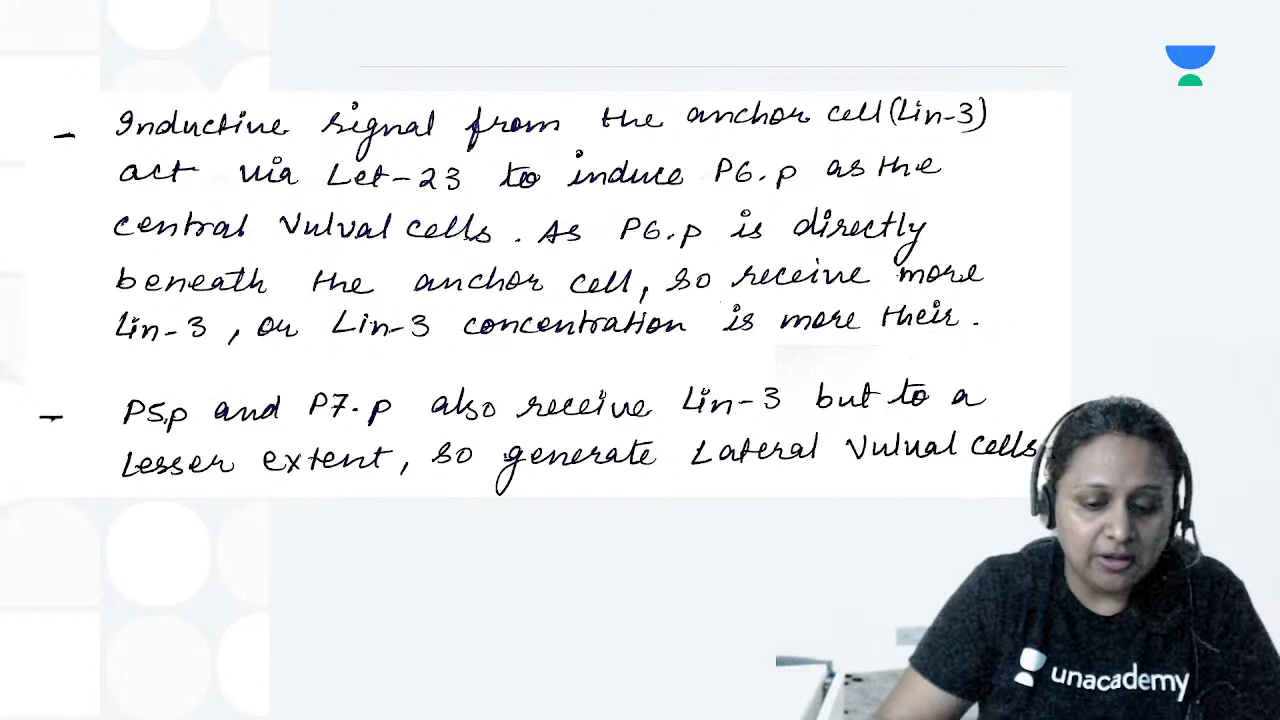 - Inductive signal from the anchor cell (Lin-3)
act via Let-23 to induce P6.p as the
central Vulval cells. As P6.p is directly
beneath the anchor cell, so receive more
Lin-3, or Lin-3 concentration is more their.
- P5.p and P7.p also receive Lin-3 but to a
Lesser extent, so generate Lateral Vulval cells
unacademy